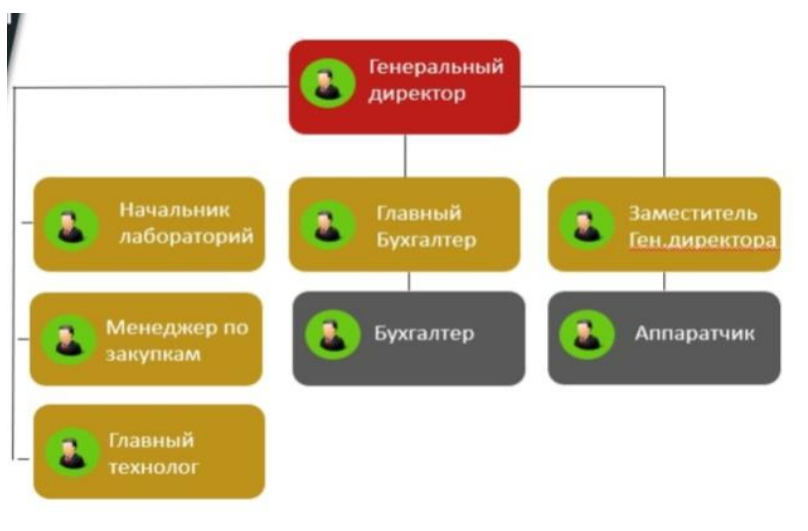 Генеральный
директор
Начальник
лабораторий
Главный
Бухгалтер
Заместитель
Ген.директора
Менеджер по
закупкам
Бухгалтер
Аппаратчик
Главный
технолог